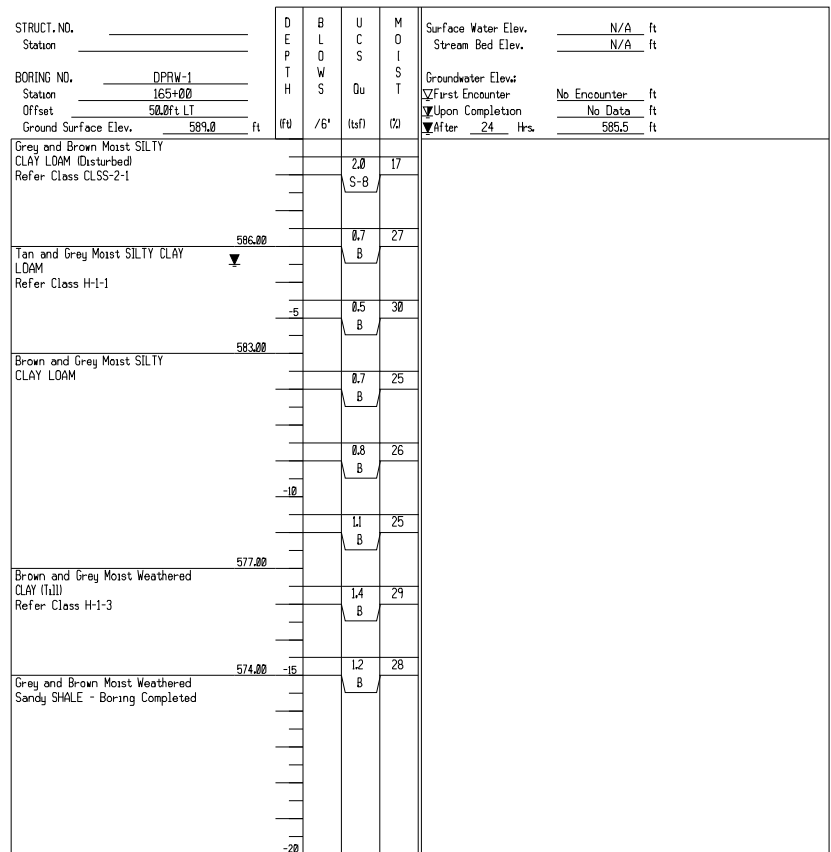 STRUCT. NO.
Station
BORING NO. DPRW-1
Station 165+00
Offset 50.0ft LT
Ground Surface Elev. 589.0 ft
D E P T H (ft)
B L O W S /6"
U C S Qu (tsf)
M O I S T (%)
Surface Water Elev. N/A ft
Stream Bed Elev. N/A ft
Groundwater Elev.:
First Encounter No Encounter ft
Upon Completion No Data ft
After 24 Hrs. 585.5 ft
Grey and Brown Moist SILTY
CLAY LOAM (Disturbed)
Refer Class CLSS-2-1
2.0 17
S-8
586.00
0.7 27
B
Tan and Grey Moist SILTY CLAY
LOAM
Refer Class H-1-1
-5
0.5 30
B
583.00
Brown and Grey Moist SILTY
CLAY LOAM
0.7 25
B
0.8 26
B
-10
1.1 25
B
577.00
Brown and Grey Moist Weathered
CLAY (Till)
Refer Class H-1-3
1.4 29
B
574.00 -15 1.2 28
B
Grey and Brown Moist Weathered
Sandy SHALE - Boring Completed
-20